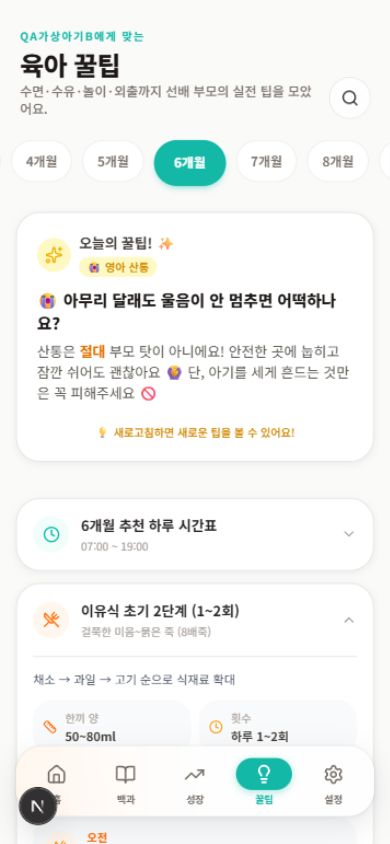 QA가상아기B에게 맞는
육아 꿀팁
수면·수유·놀이·외출까지 선배 부모의 실전 팁을 모았
어요.
4개월
5개월
6개월
7개월
8개월
오늘의 꿀팁! ✨
영아 산통
아무리 달래도 울음이 안 멈추면 어떡하나
요?
산통은 절대 부모 탓이 아니에요! 안전한 곳에 눕히고
잠깐 쉬어도 괜찮아요 🙆‍♀️ 단, 아기를 세게 흔드는 것만
은 꼭 피해주세요 🚫
💡 새로고침하면 새로운 팁을 볼 수 있어요!
6개월 추천 하루 시간표
07:00 ~ 19:00
이유식 초기 2단계 (1~2회)
걸쭉한 미음~묽은 죽 (8배죽)
채소 → 과일 → 고기 순으로 식재료 확대
한끼 양
50~80ml
횟수
하루 1~2회
홈
백과
성장
꿀팁
설정
N
오전